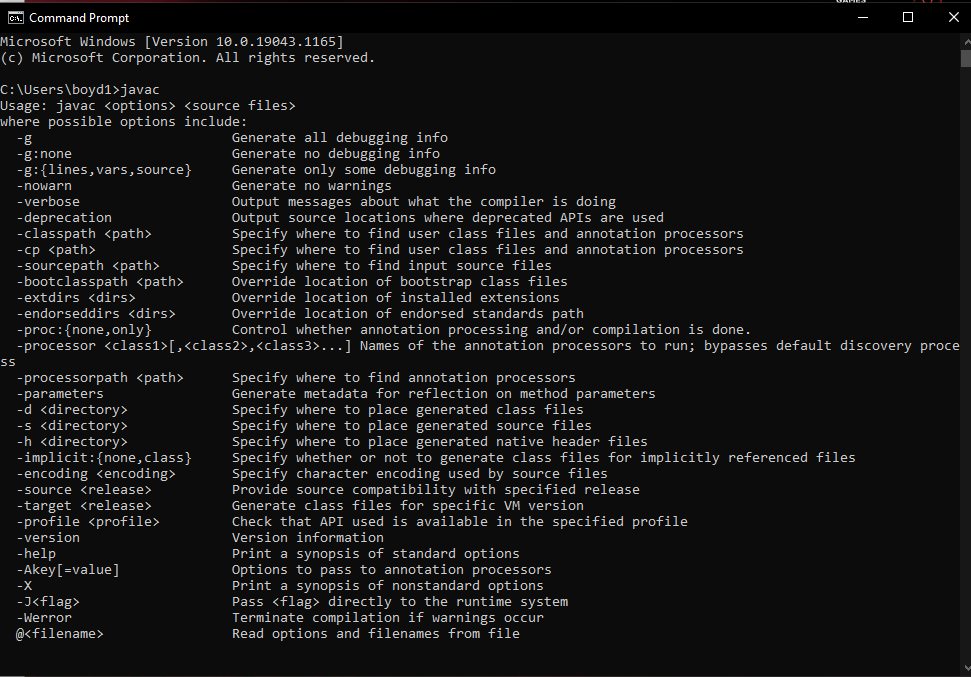 Command Prompt
Microsoft Windows [Version 10.0.19043.1165]
(c) Microsoft Corporation. All rights reserved.
C:\Users\boyd1>javac
Usage: javac <options> <source files>
where possible options include:
  -g                         Generate all debugging info
  -g:none                    Generate no debugging info
  -g:{lines,vars,source}     Generate only some debugging info
  -nowarn                    Generate no warnings
  -verbose                   Output messages about what the compiler is doing
  -deprecation               Output source locations where deprecated APIs are used
  -classpath <path>          Specify where to find user class files and annotation processors
  -cp <path>                 Specify where to find user class files and annotation processors
  -sourcepath <path>         Specify where to find input source files
  -bootclasspath <path>      Override location of bootstrap class files
  -extdirs <dirs>            Override location of installed extensions
  -endorseddirs <dirs>       Override location of endorsed standards path
  -proc:{none,only}          Control whether annotation processing and/or compilation is done.
  -processor <class1>[,<class2>,<class3>...] Names of the annotation processors to run; bypasses default discovery proce
ss
  -processorpath <path>      Specify where to find annotation processors
  -parameters                Generate metadata for reflection on method parameters
  -d <directory>             Specify where to place generated class files
  -s <directory>             Specify where to place generated source files
  -h <directory>             Specify where to place generated native header files
  -implicit:{none,class}     Specify whether or not to generate class files for implicitly referenced files
  -encoding <encoding>       Specify character encoding used by source files
  -source <release>          Provide source compatibility with specified release
  -target <release>          Generate class files for specific VM version
  -profile <profile>         Check that API used is available in the specified profile
  -version                   Version information
  -help                      Print a synopsis of standard options
  -Akey[=value]              Options to pass to annotation processors
  -X                         Print a synopsis of nonstandard options
  -J<flag>                   Pass <flag> directly to the runtime system
  -Werror                    Terminate compilation if warnings occur
  @<filename>                Read options and filenames from file